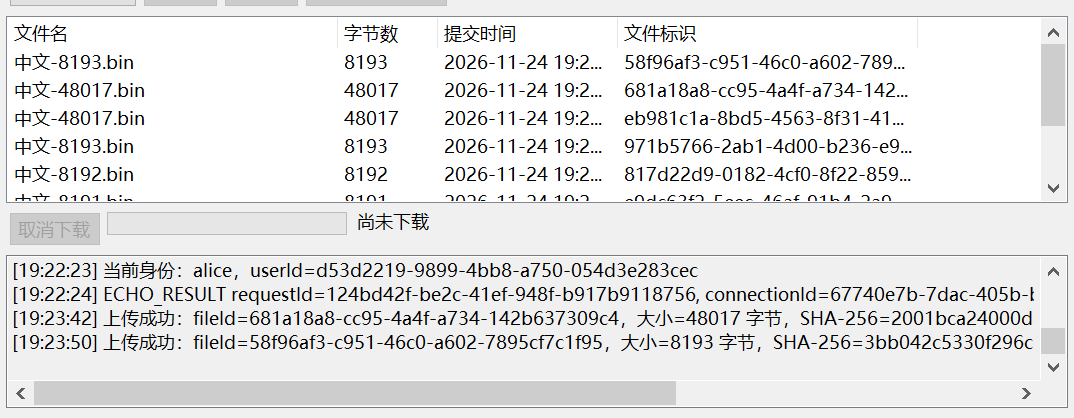 文件名 字节数 提交时间 文件标识
中文-8193.bin 8193 2026-11-24 19:2... 58f96af3-c951-46c0-a602-789...
中文-48017.bin 48017 2026-11-24 19:2... 681a18a8-cc95-4a4f-a734-142...
中文-48017.bin 48017 2026-11-24 19:2... eb981c1a-8bd5-4563-8f31-41...
中文-8193.bin 8193 2026-11-24 19:2... 971b5766-2ab1-4d00-b236-e9...
中文-8192.bin 8192 2026-11-24 19:2... 817d22d9-0182-4cf0-8f22-859...
取消下载 尚未下载
[19:22:23] 当前身份：alice，userId=d53d2219-9899-4bb8-a750-054d3e283cec
[19:22:24] ECHO_RESULT requestId=124bd42f-be2c-41ef-948f-b917b9118756, connectionId=67740e7b-7dac-405b-b
[19:23:42] 上传成功：fileId=681a18a8-cc95-4a4f-a734-142b637309c4，大小=48017 字节，SHA-256=2001bca24000d
[19:23:50] 上传成功：fileId=58f96af3-c951-46c0-a602-7895cf7c1f95，大小=8193 字节，SHA-256=3bb042c5330f296c